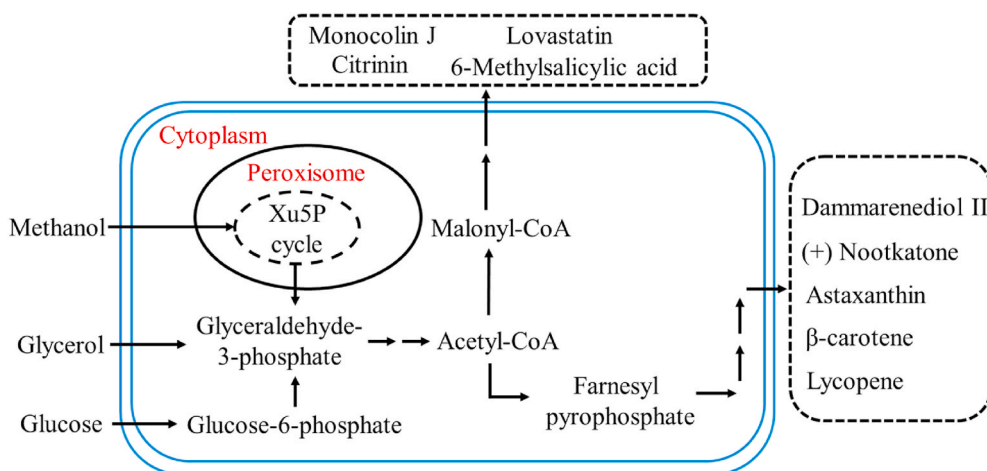 Monocolin J Lovastatin
Citrinin 6-Methylsalicylic acid
Cytoplasm
Peroxisome
Xu5P
cycle
Methanol
Malonyl-CoA
Dammarenediol II
(+) Nootkatone
Astaxanthin
β-carotene
Lycopene
Glycerol
Glyceraldehyde-
3-phosphate
Acetyl-CoA
Farnesyl
pyrophosphate
Glucose
Glucose-6-phosphate